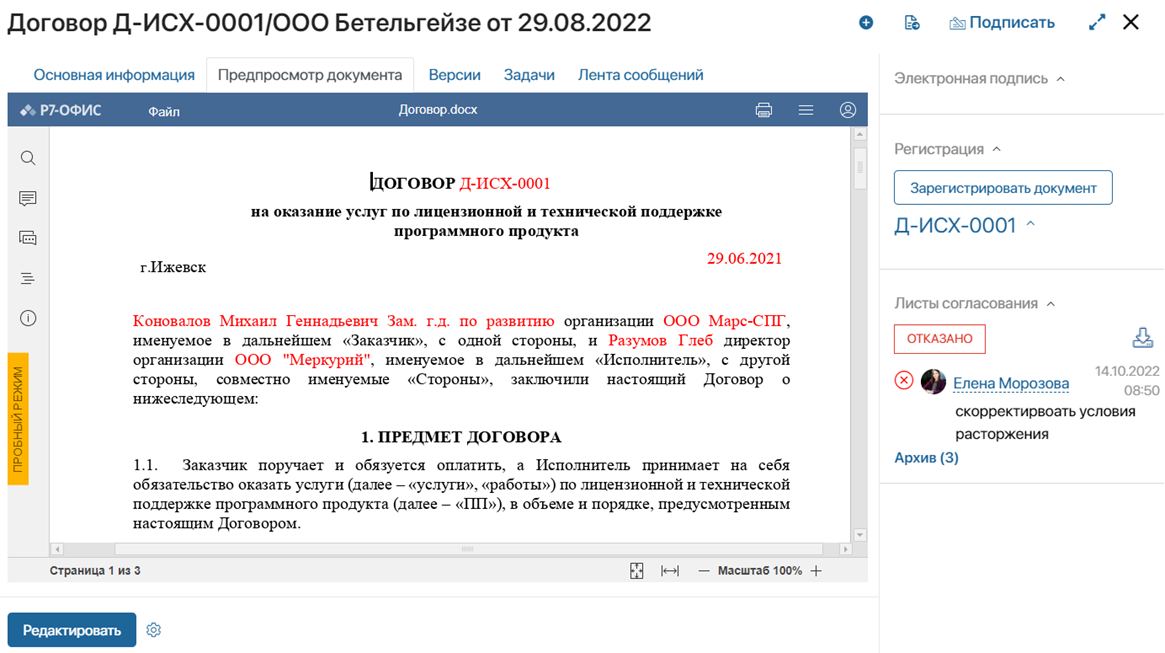 Договор Д-ИСХ-0001/ООО Бетельгейзе от 29.08.2022
Подписать
Основная информация
Предпросмотр документа
Версии
Задачи
Лента сообщений
Р7-ОФИС
Файл
Договор.docx
ПРОБНЫЙ РЕЖИМ
ДОГОВОР Д-ИСХ-0001
на оказание услуг по лицензионной и технической поддержке
программного продукта
г.Ижевск
29.06.2021
Коновалов Михаил Геннадьевич Зам. г.д. по развитию организации ООО Марс-СПГ,
именуемое в дальнейшем «Заказчик», с одной стороны, и Разумов Глеб директор
организации ООО "Меркурий", именуемое в дальнейшем «Исполнитель», с другой
стороны, совместно именуемые «Стороны», заключили настоящий Договор о
нижеследующем:
1. ПРЕДМЕТ ДОГОВОРА
1.1. Заказчик поручает и обязуется оплатить, а Исполнитель принимает на себя
обязательство оказать услуги (далее – «услуги», «работы») по лицензионной и технической
поддержке программного продукта (далее – «ПП»), в объеме и порядке, предусмотренным
настоящим Договором.
Страница 1 из 3
Масштаб 100%
Редактировать
Электронная подпись
Регистрация
Зарегистрировать документ
Д-ИСХ-0001
Листы согласования
ОТКАЗАНО
Елена Морозова
14.10.2022
08:50
скорректирвоать условия
расторжения
Архив (3)